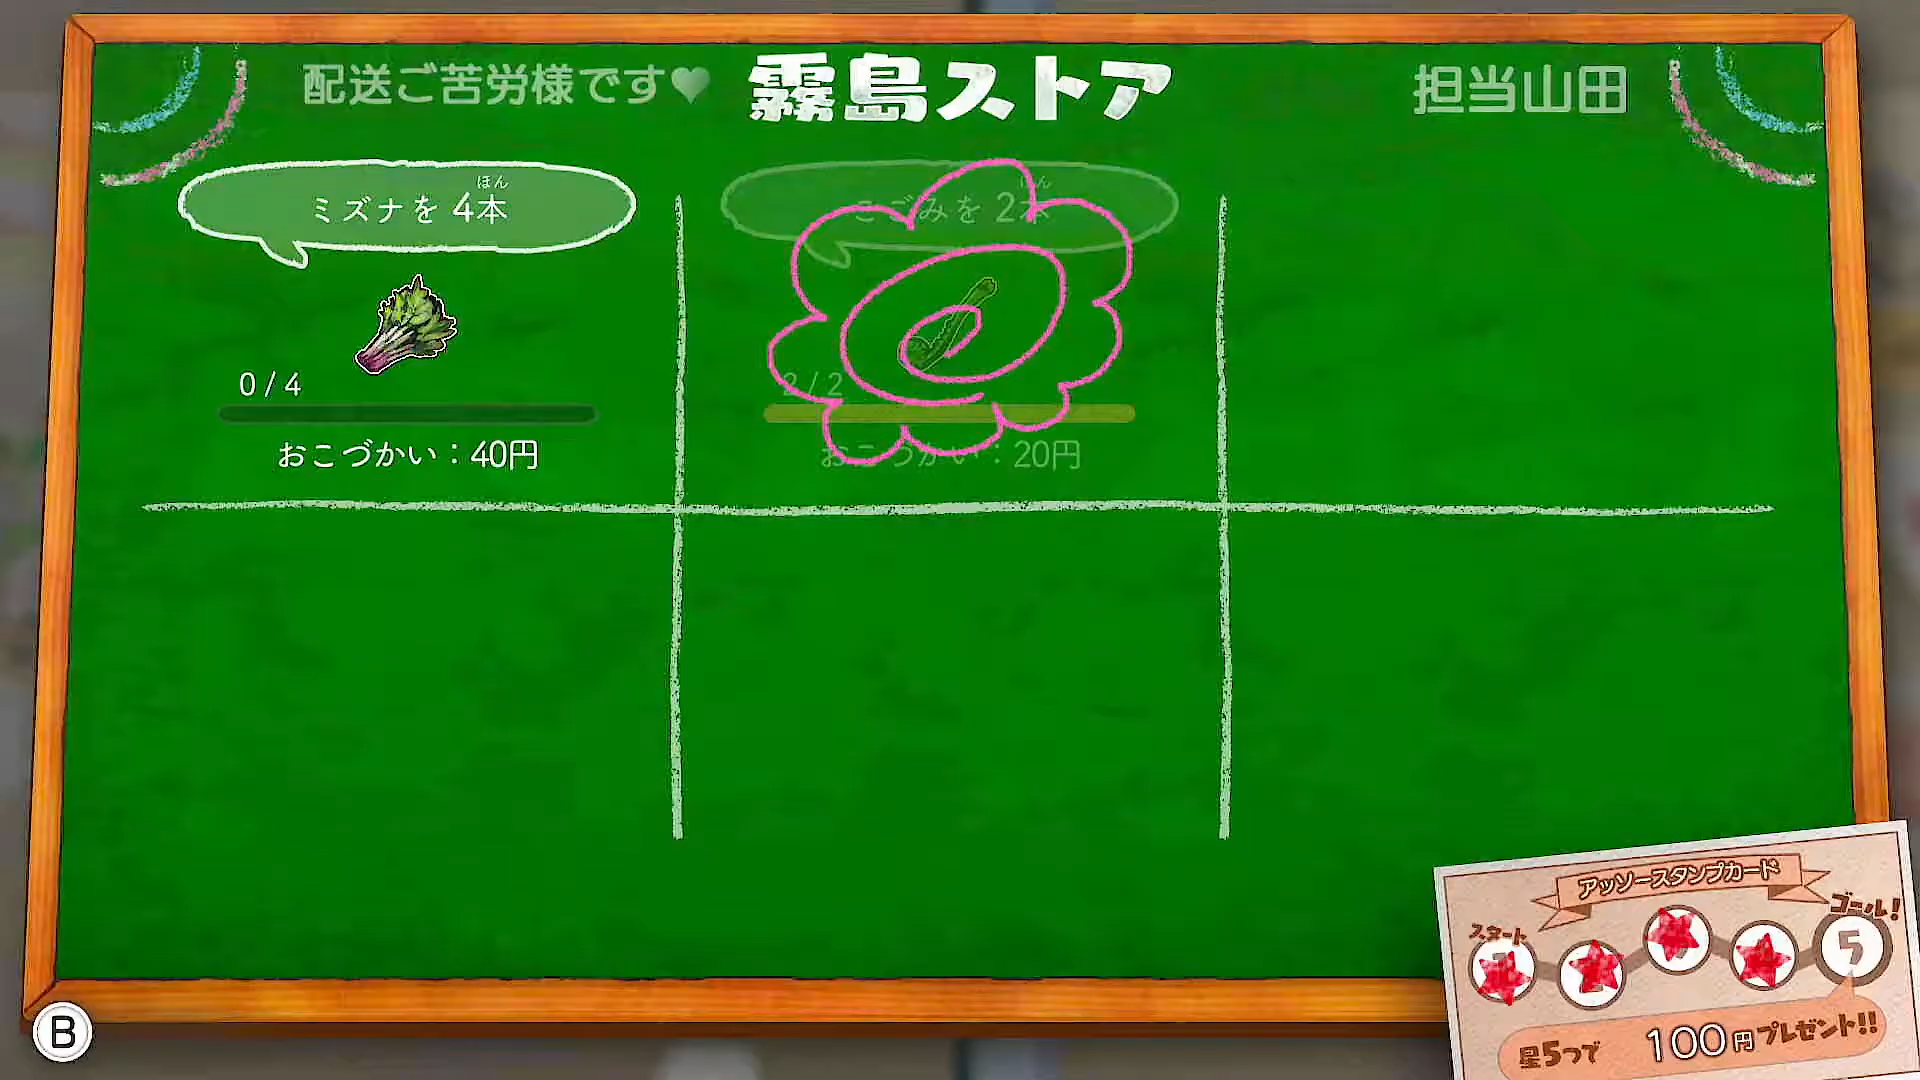 配送ご苦労様です♥
霧島ストア
担当山田
ほん
ミズナを 4本
0 / 4
おこづかい：40円
ほん
こごみを 2本
2 / 2
おこづかい：20円
アッソースタンプカード
スタート
ゴール!
5
星5つで 100円プレゼント!!
B